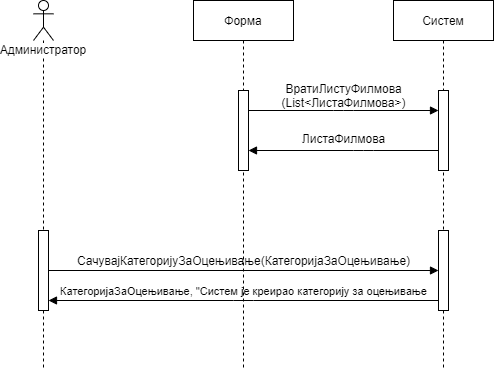 Администратор
Форма
Систем
ВратиЛистуФилмова
(List<ЛистаФилмова>)
ЛистаФилмова
СачувајКатегоријуЗаОцењивање(КатегоријаЗаОцењивање)
КатегоријаЗаОцењивање, "Систем је креирао категорију за оцењивање